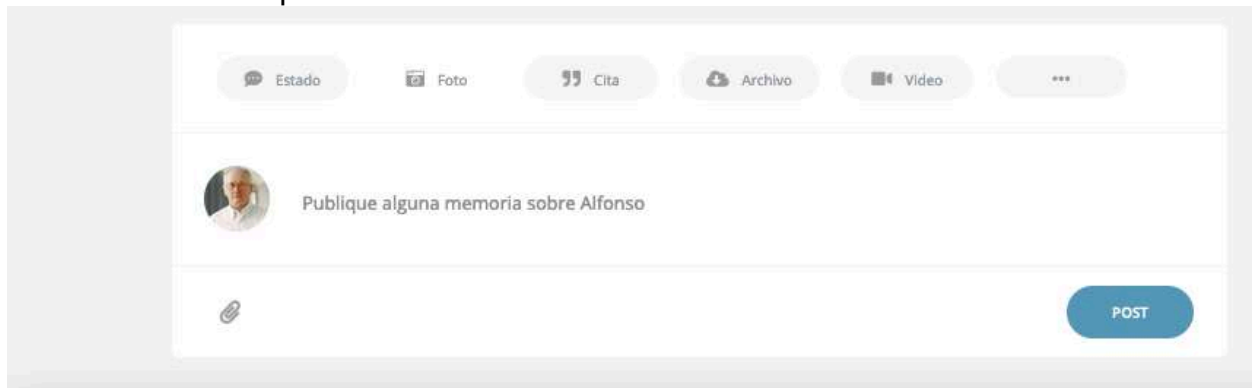 Estado Foto Cita Archivo Video ...
Publique alguna memoria sobre Alfonso
POST